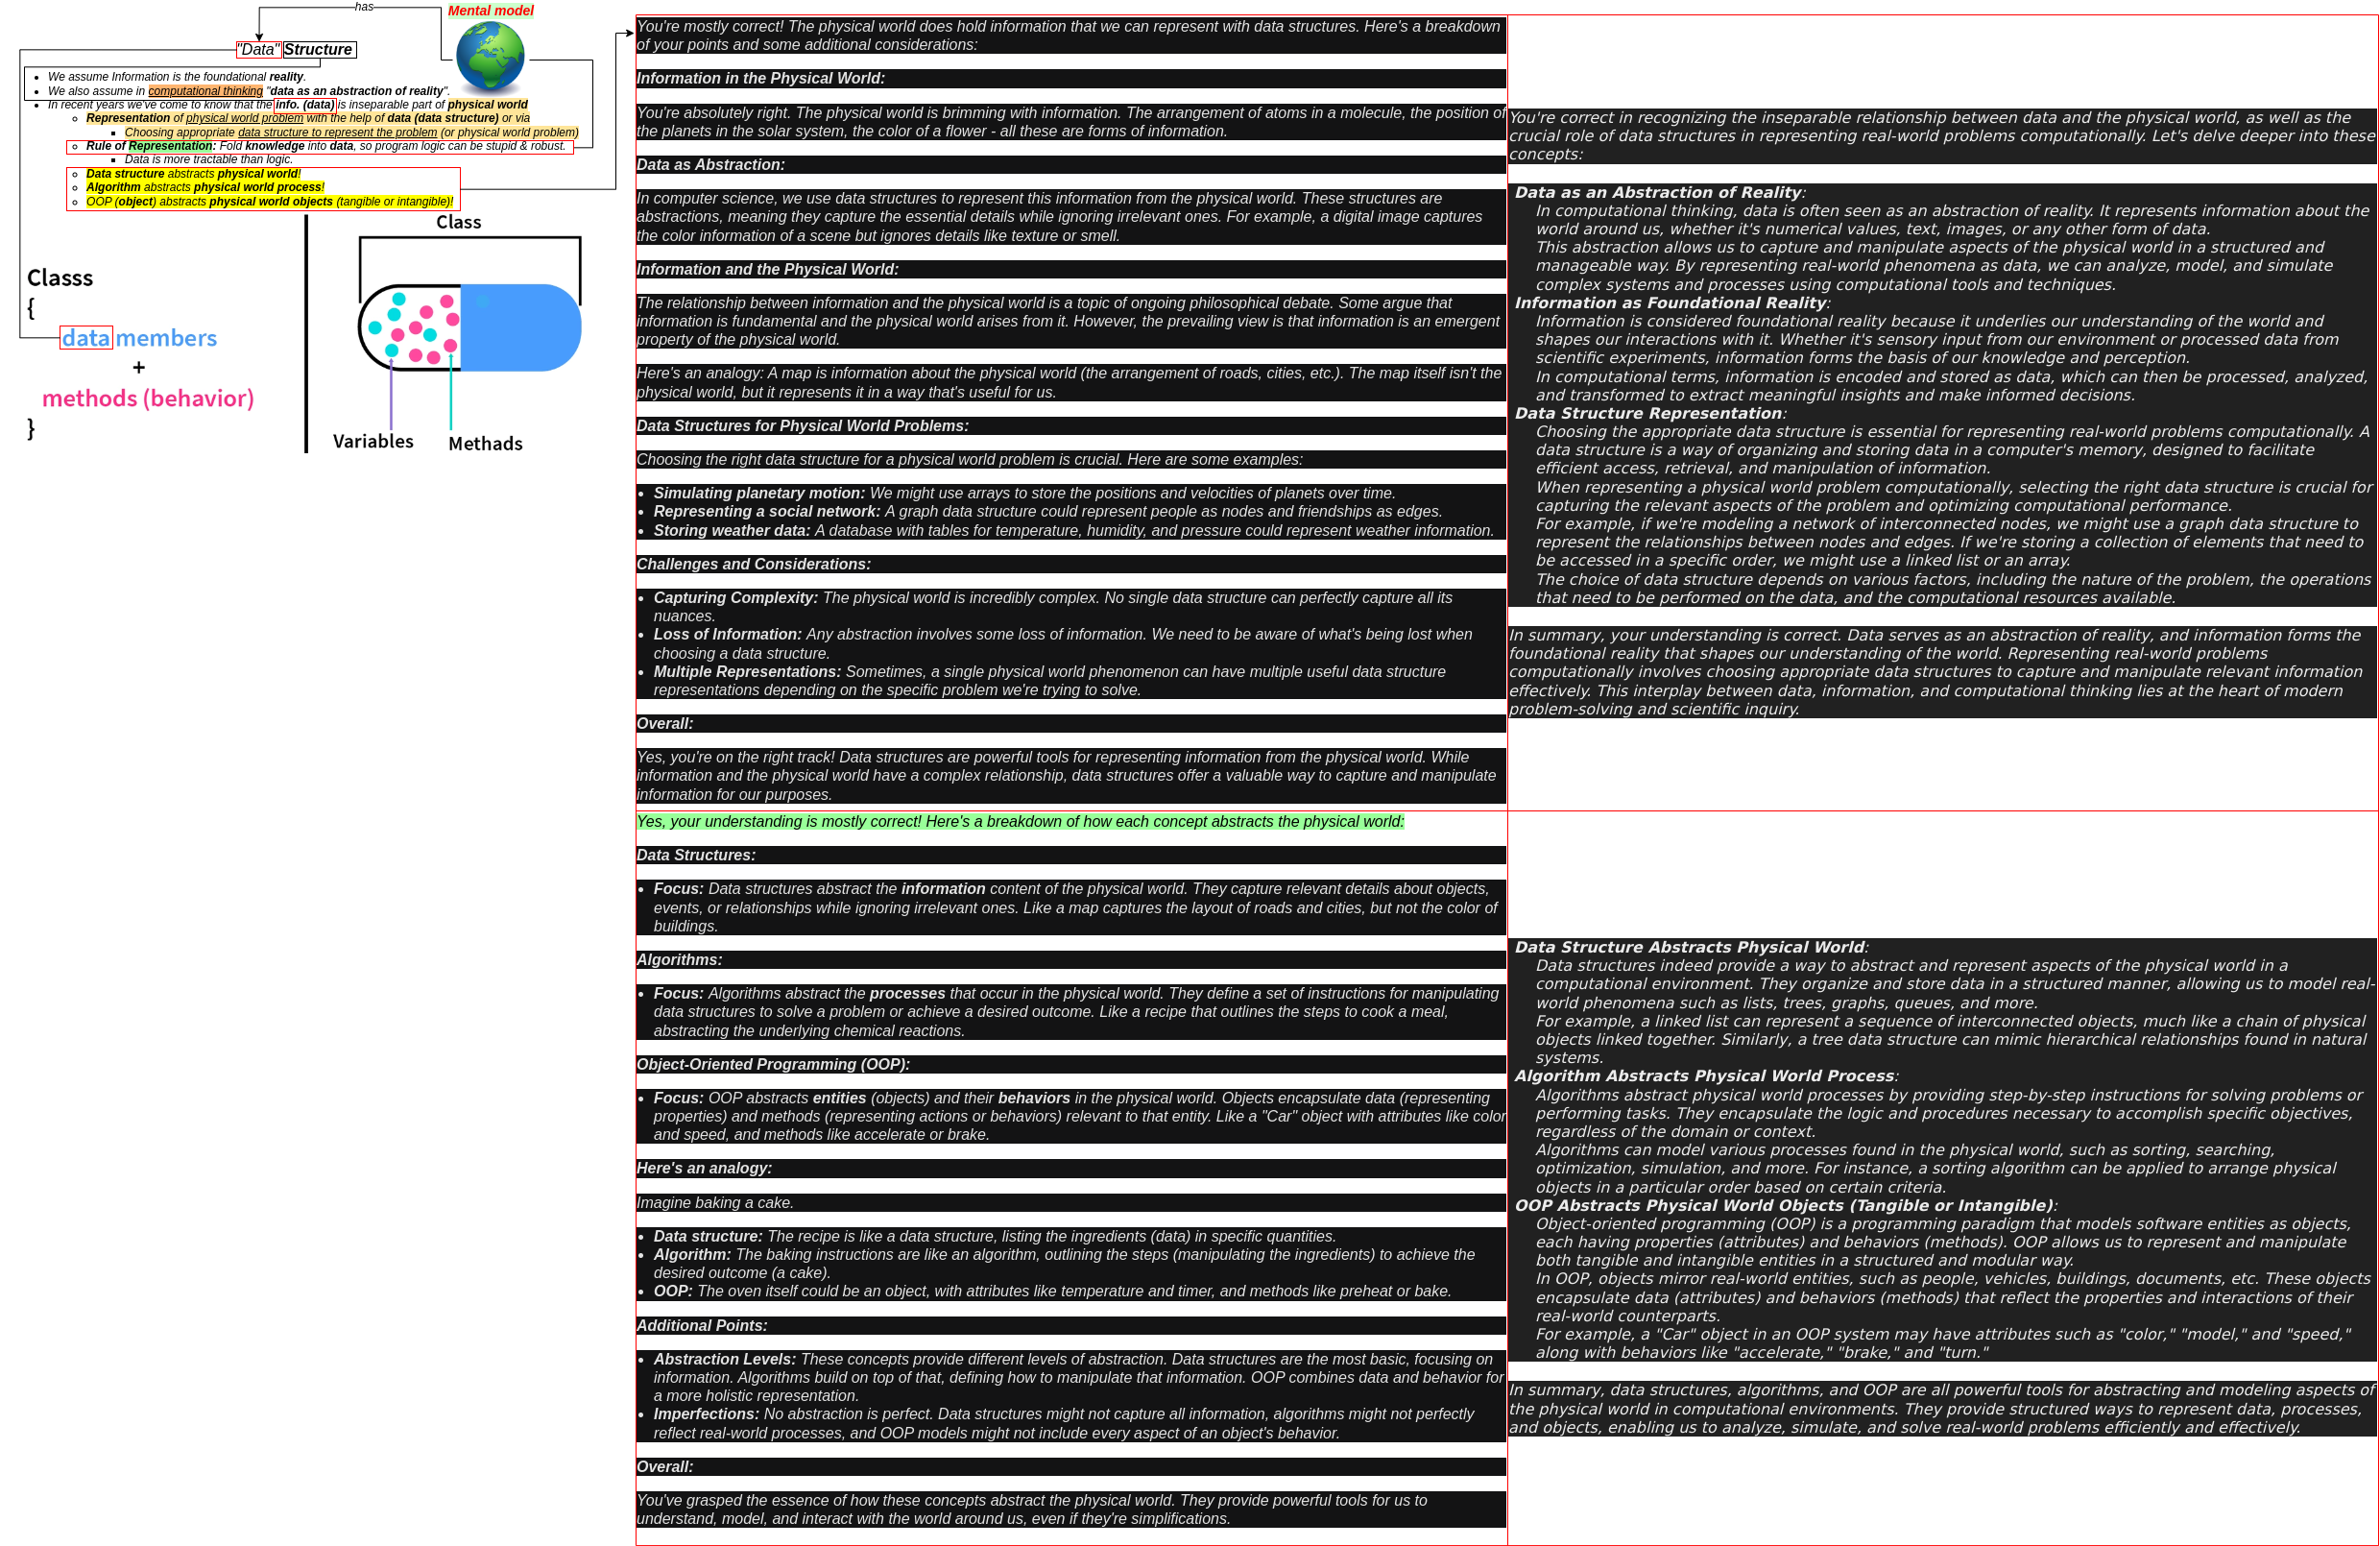 has
Mental model
"Data" Structure
We assume Information is the foundational reality.
We also assume in computational thinking "data as an abstraction of reality".
In recent years we've come to know that the info. (data) is inseparable part of physical world
Representation of physical world problem with the help of data (data structure) or via
Choosing appropriate data structure to represent the problem (or physical world problem)
Rule of Representation: Fold knowledge into data, so program logic can be stupid & robust.
Data is more tractable than logic.
Data structure abstracts physical world!
Algorithm abstracts physical world process!
OOP (object) abstracts physical world objects (tangible or intangible)!
Classs
{
data members
+
methods (behavior)
}
Class
Variables
Methads
You're mostly correct! The physical world does hold information that we can represent with data structures. Here's a breakdown
of your points and some additional considerations:
Information in the Physical World:
You're absolutely right. The physical world is brimming with information. The arrangement of atoms in a molecule, the position of
the planets in the solar system, the color of a flower - all these are forms of information.
Data as Abstraction:
In computer science, we use data structures to represent this information from the physical world. These structures are
abstractions, meaning they capture the essential details while ignoring irrelevant ones. For example, a digital image captures
the color information of a scene but ignores details like texture or smell.
Information and the Physical World:
The relationship between information and the physical world is a topic of ongoing philosophical debate. Some argue that
information is fundamental and the physical world arises from it. However, the prevailing view is that information is an emergent
property of the physical world.
Here's an analogy: A map is information about the physical world (the arrangement of roads, cities, etc.). The map itself isn't the
physical world, but it represents it in a way that's useful for us.
Data Structures for Physical World Problems:
Choosing the right data structure for a physical world problem is crucial. Here are some examples:
Simulating planetary motion: We might use arrays to store the positions and velocities of planets over time.
Representing a social network: A graph data structure could represent people as nodes and friendships as edges.
Storing weather data: A database with tables for temperature, humidity, and pressure could represent weather information.
Challenges and Considerations:
Capturing Complexity: The physical world is incredibly complex. No single data structure can perfectly capture all its
nuances.
Loss of Information: Any abstraction involves some loss of information. We need to be aware of what's being lost when
choosing a data structure.
Multiple Representations: Sometimes, a single physical world phenomenon can have multiple useful data structure
representations depending on the specific problem we're trying to solve.
Overall:
Yes, you're on the right track! Data structures are powerful tools for representing information from the physical world. While
information and the physical world have a complex relationship, data structures offer a valuable way to capture and manipulate
information for our purposes.
You're correct in recognizing the inseparable relationship between data and the physical world, as well as the
crucial role of data structures in representing real-world problems computationally. Let's delve deeper into these
concepts:
Data as an Abstraction of Reality:
In computational thinking, data is often seen as an abstraction of reality. It represents information about the
world around us, whether it's numerical values, text, images, or any other form of data.
This abstraction allows us to capture and manipulate aspects of the physical world in a structured and
manageable way. By representing real-world phenomena as data, we can analyze, model, and simulate
complex systems and processes using computational tools and techniques.
Information as Foundational Reality:
Information is considered foundational reality because it underlies our understanding of the world and
shapes our interactions with it. Whether it's sensory input from our environment or processed data from
scientific experiments, information forms the basis of our knowledge and perception.
In computational terms, information is encoded and stored as data, which can then be processed, analyzed,
and transformed to extract meaningful insights and make informed decisions.
Data Structure Representation:
Choosing the appropriate data structure is essential for representing real-world problems computationally. A
data structure is a way of organizing and storing data in a computer's memory, designed to facilitate
efficient access, retrieval, and manipulation of information.
When representing a physical world problem computationally, selecting the right data structure is crucial for
capturing the relevant aspects of the problem and optimizing computational performance.
For example, if we're modeling a network of interconnected nodes, we might use a graph data structure to
represent the relationships between nodes and edges. If we're storing a collection of elements that need to
be accessed in a specific order, we might use a linked list or an array.
The choice of data structure depends on various factors, including the nature of the problem, the operations
that need to be performed on the data, and the computational resources available.
In summary, your understanding is correct. Data serves as an abstraction of reality, and information forms the
foundational reality that shapes our understanding of the world. Representing real-world problems
computationally involves choosing appropriate data structures to capture and manipulate relevant information
effectively. This interplay between data, information, and computational thinking lies at the heart of modern
problem-solving and scientific inquiry.
Yes, your understanding is mostly correct! Here's a breakdown of how each concept abstracts the physical world:
Data Structures:
Focus: Data structures abstract the information content of the physical world. They capture relevant details about objects,
events, or relationships while ignoring irrelevant ones. Like a map captures the layout of roads and cities, but not the color of
buildings.
Algorithms:
Focus: Algorithms abstract the processes that occur in the physical world. They define a set of instructions for manipulating
data structures to solve a problem or achieve a desired outcome. Like a recipe that outlines the steps to cook a meal,
abstracting the underlying chemical reactions.
Object-Oriented Programming (OOP):
Focus: OOP abstracts entities (objects) and their behaviors in the physical world. Objects encapsulate data (representing
properties) and methods (representing actions or behaviors) relevant to that entity. Like a "Car" object with attributes like color
and speed, and methods like accelerate or brake.
Here's an analogy:
Imagine baking a cake.
Data structure: The recipe is like a data structure, listing the ingredients (data) in specific quantities.
Algorithm: The baking instructions are like an algorithm, outlining the steps (manipulating the ingredients) to achieve the
desired outcome (a cake).
OOP: The oven itself could be an object, with attributes like temperature and timer, and methods like preheat or bake.
Additional Points:
Abstraction Levels: These concepts provide different levels of abstraction. Data structures are the most basic, focusing on
information. Algorithms build on top of that, defining how to manipulate that information. OOP combines data and behavior for
a more holistic representation.
Imperfections: No abstraction is perfect. Data structures might not capture all information, algorithms might not perfectly
reflect real-world processes, and OOP models might not include every aspect of an object's behavior.
Overall:
You've grasped the essence of how these concepts abstract the physical world. They provide powerful tools for us to
understand, model, and interact with the world around us, even if they're simplifications.
Data Structure Abstracts Physical World:
Data structures indeed provide a way to abstract and represent aspects of the physical world in a
computational environment. They organize and store data in a structured manner, allowing us to model real-
world phenomena such as lists, trees, graphs, queues, and more.
For example, a linked list can represent a sequence of interconnected objects, much like a chain of physical
objects linked together. Similarly, a tree data structure can mimic hierarchical relationships found in natural
systems.
Algorithm Abstracts Physical World Process:
Algorithms abstract physical world processes by providing step-by-step instructions for solving problems or
performing tasks. They encapsulate the logic and procedures necessary to accomplish specific objectives,
regardless of the domain or context.
Algorithms can model various processes found in the physical world, such as sorting, searching,
optimization, simulation, and more. For instance, a sorting algorithm can be applied to arrange physical
objects in a particular order based on certain criteria.
OOP Abstracts Physical World Objects (Tangible or Intangible):
Object-oriented programming (OOP) is a programming paradigm that models software entities as objects,
each having properties (attributes) and behaviors (methods). OOP allows us to represent and manipulate
both tangible and intangible entities in a structured and modular way.
In OOP, objects mirror real-world entities, such as people, vehicles, buildings, documents, etc. These objects
encapsulate data (attributes) and behaviors (methods) that reflect the properties and interactions of their
real-world counterparts.
For example, a "Car" object in an OOP system may have attributes such as "color," "model," and "speed,"
along with behaviors like "accelerate," "brake," and "turn."
In summary, data structures, algorithms, and OOP are all powerful tools for abstracting and modeling aspects of
the physical world in computational environments. They provide structured ways to represent data, processes,
and objects, enabling us to analyze, simulate, and solve real-world problems efficiently and effectively.